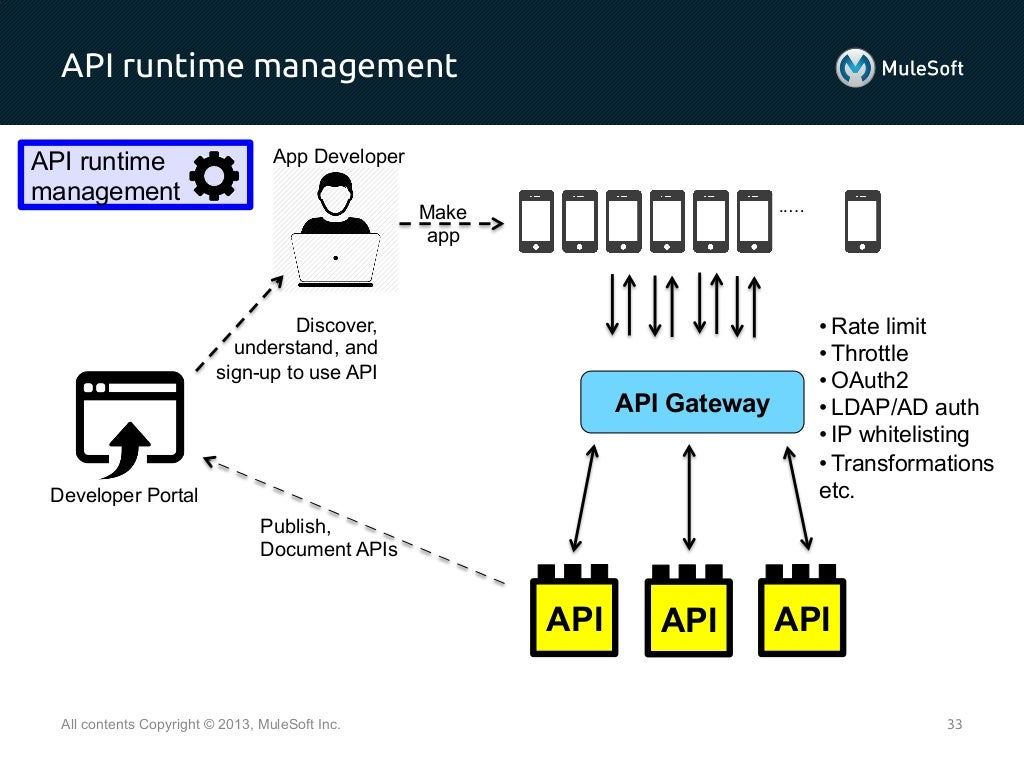 API runtime management
MuleSoft
API runtime
management
App Developer
Make
app
.....
Discover,
understand, and
sign-up to use API
• Rate limit
• Throttle
• OAuth2
• LDAP/AD auth
• IP whitelisting
• Transformations
etc.
API Gateway
Developer Portal
Publish,
Document APIs
API
API
API
All contents Copyright © 2013, MuleSoft Inc.
33